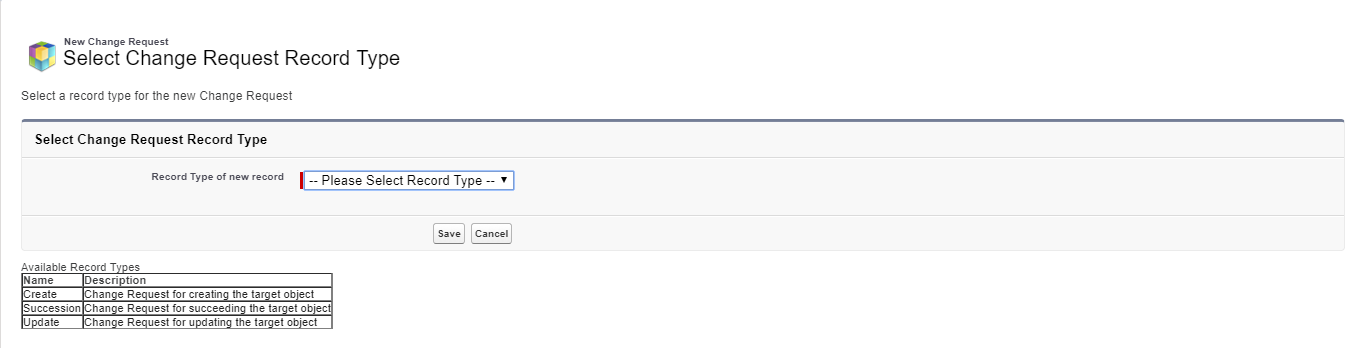 New Change Request
Select Change Request Record Type
Select a record type for the new Change Request
Select Change Request Record Type
Record Type of new record -- Please Select Record Type --
Save Cancel
Available Record Types
Name Description
Create Change Request for creating the target object
Succession Change Request for succeeding the target object
Update Change Request for updating the target object